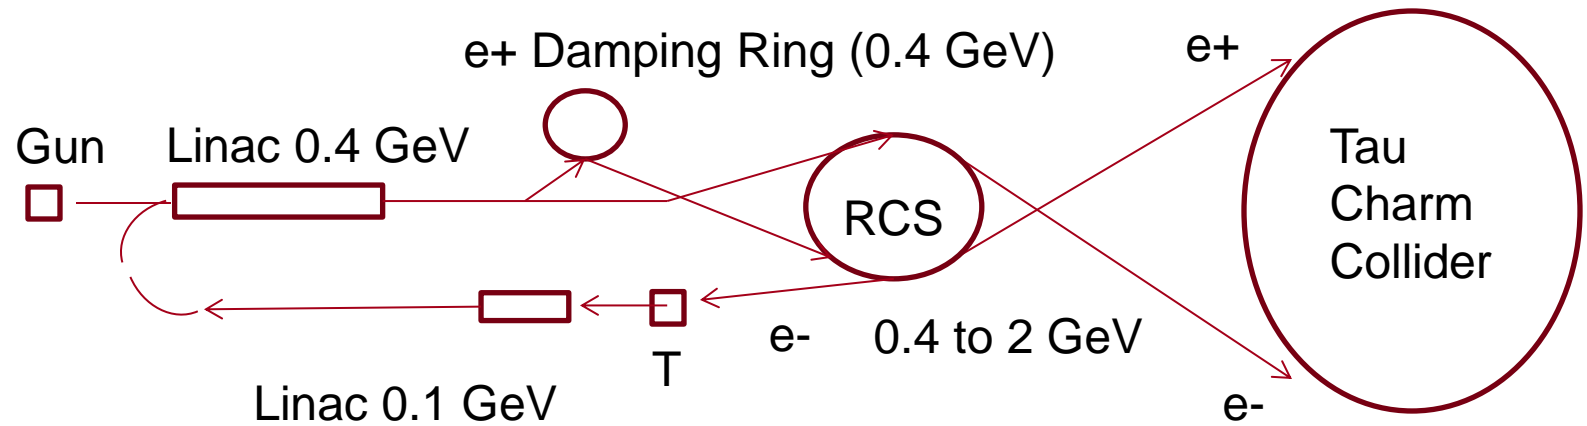 e+ Damping Ring (0.4 GeV)
e+
Gun
Linac 0.4 GeV
Tau
Charm
Collider
RCS
e-
0.4 to 2 GeV
T
Linac 0.1 GeV
e-